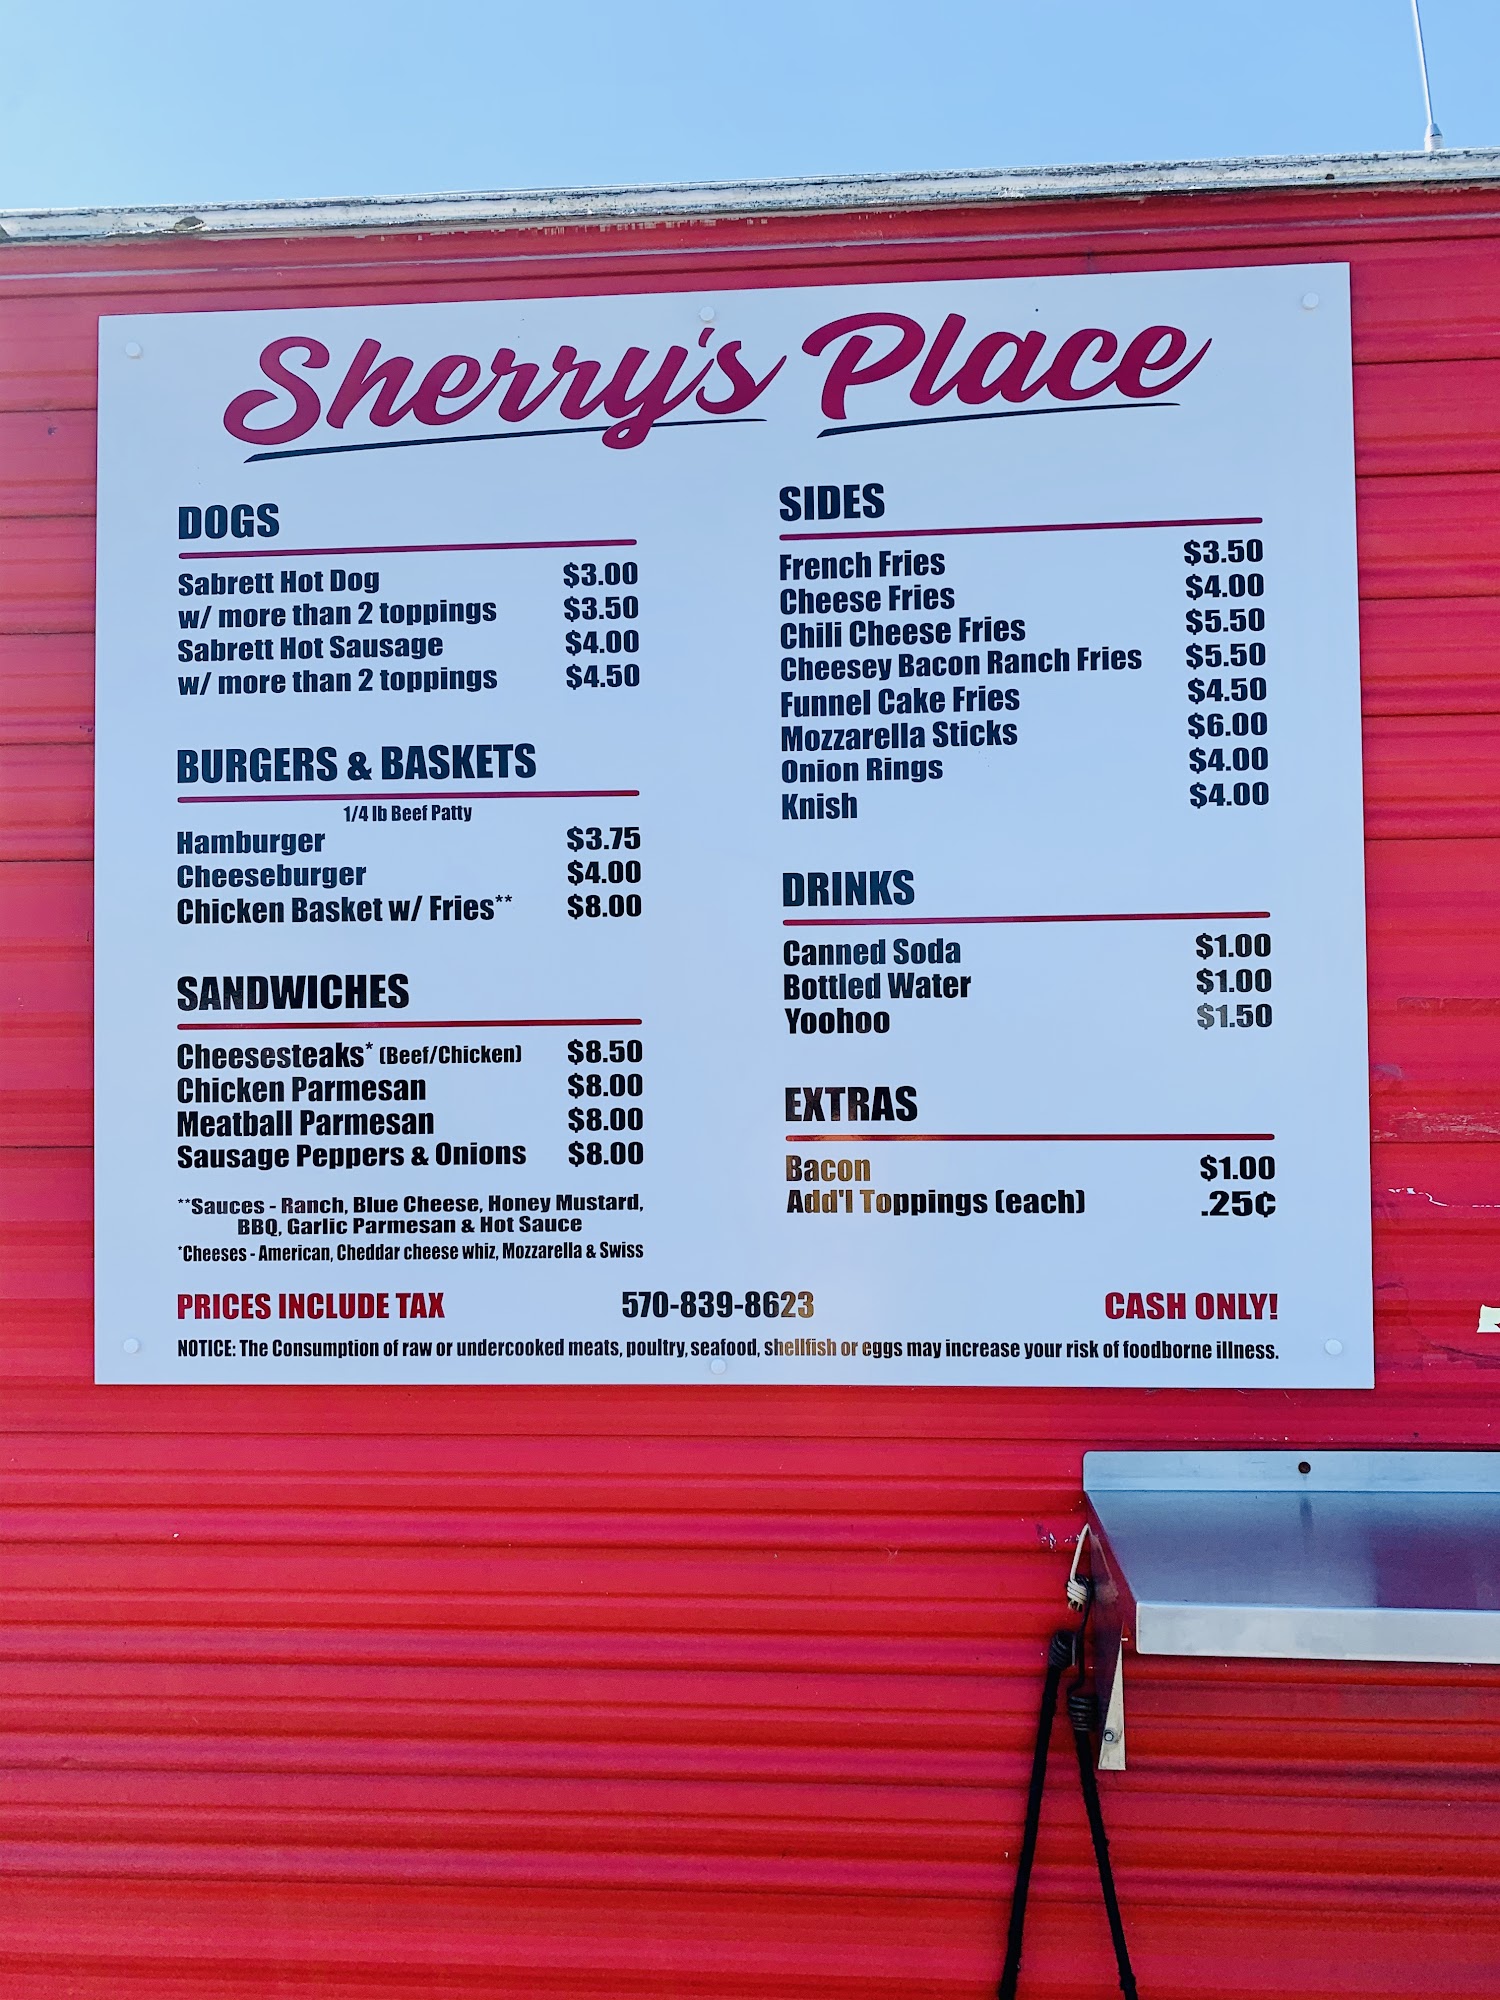 Sherry's Place
DOGS
Sabrett Hot Dog $3.00
w/ more than 2 toppings $3.50
Sabrett Hot Sausage $4.00
w/ more than 2 toppings $4.50
BURGERS & BASKETS
1/4 lb Beef Patty
Hamburger $3.75
Cheeseburger $4.00
Chicken Basket w/ Fries** $8.00
SANDWICHES
Cheesesteaks* (Beef/Chicken) $8.50
Chicken Parmesan $8.00
Meatball Parmesan $8.00
Sausage Peppers & Onions $8.00
**Sauces - Ranch, Blue Cheese, Honey Mustard,
BBQ, Garlic Parmesan & Hot Sauce
*Cheeses - American, Cheddar cheese whiz, Mozzarella & Swiss
SIDES
French Fries $3.50
Cheese Fries $4.00
Chili Cheese Fries $5.50
Cheesey Bacon Ranch Fries $5.50
Funnel Cake Fries $4.50
Mozzarella Sticks $6.00
Onion Rings $4.00
Knish $4.00
DRINKS
Canned Soda $1.00
Bottled Water $1.00
Yoohoo $1.50
EXTRAS
Bacon $1.00
Add'l Toppings (each) .25¢
PRICES INCLUDE TAX 570-839-8623 CASH ONLY!
NOTICE: The Consumption of raw or undercooked meats, poultry, seafood, shellfish or eggs may increase your risk of foodborne illness.